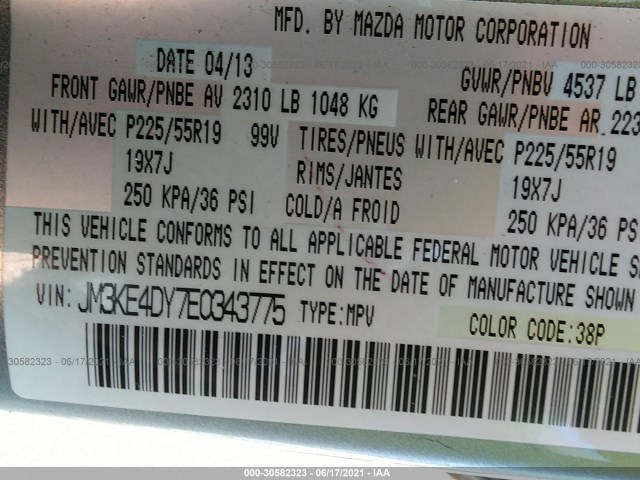 MFD. BY MAZDA MOTOR CORPORATION
DATE 04/13 GVWR/PNBV 4537 LB
FRONT GAWR/PNBE AV 2310 LB 1048 KG REAR GAWR/PNBE AR 223
WITH/AVEC P225/55R19 99V TIRES/PNEUS WITH/AVEC P225/55R19
19X7J RIMS/JANTES 19X7J
250 KPA/36 PSI COLD/A FROID 250 KPA/36 PSI
THIS VEHICLE CONFORMS TO ALL APPLICABLE FEDERAL MOTOR VEHICLE S
PREVENTION STANDARDS IN EFFECT ON THE DATE OF MANUFACTURE SHOWN
VIN: JM3KE4DY7E0343775 TYPE:MPV COLOR CODE:38P
000-30582323 - 06/17/2021 - IAA